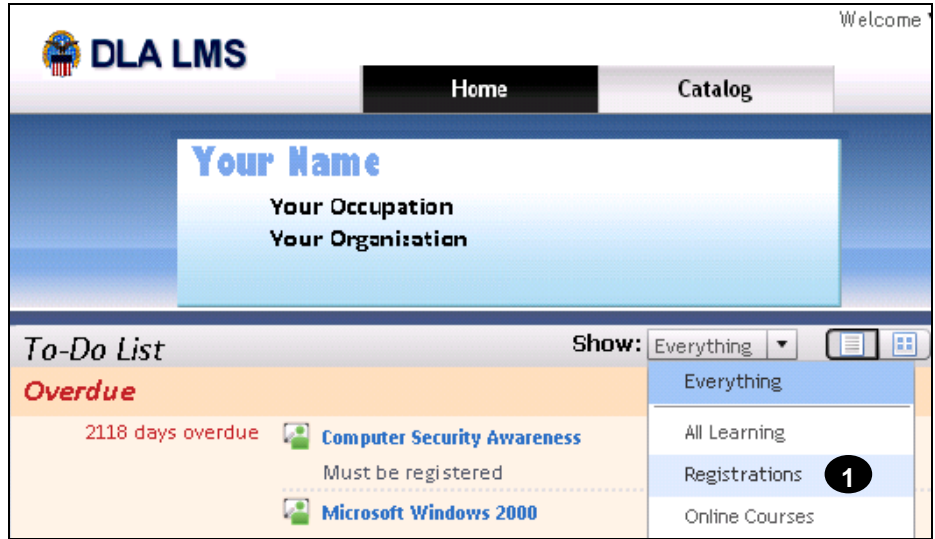 Welcome
DLA LMS
Home Catalog
Your Name
Your Occupation
Your Organization
To-Do List Show: Everything
Overdue Everything
2118 days overdue Computer Security Awareness All Learning
Must be registered Registrations 1
Microsoft Windows 2000 Online Courses